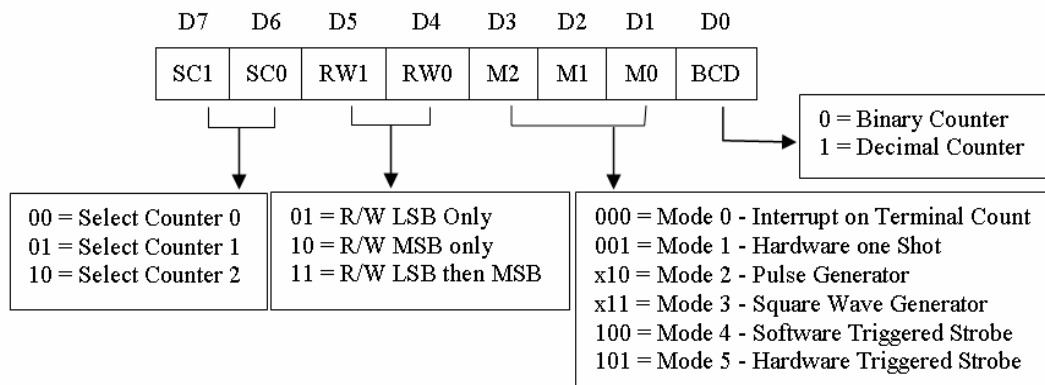 D7 D6 D5 D4 D3 D2 D1 D0
SC1 SC0 RW1 RW0 M2 M1 M0 BCD
0 = Binary Counter
1 = Decimal Counter
00 = Select Counter 0
01 = Select Counter 1
10 = Select Counter 2
01 = R/W LSB Only
10 = R/W MSB only
11 = R/W LSB then MSB
000 = Mode 0 - Interrupt on Terminal Count
001 = Mode 1 - Hardware one Shot
x10 = Mode 2 - Pulse Generator
x11 = Mode 3 - Square Wave Generator
100 = Mode 4 - Software Triggered Strobe
101 = Mode 5 - Hardware Triggered Strobe